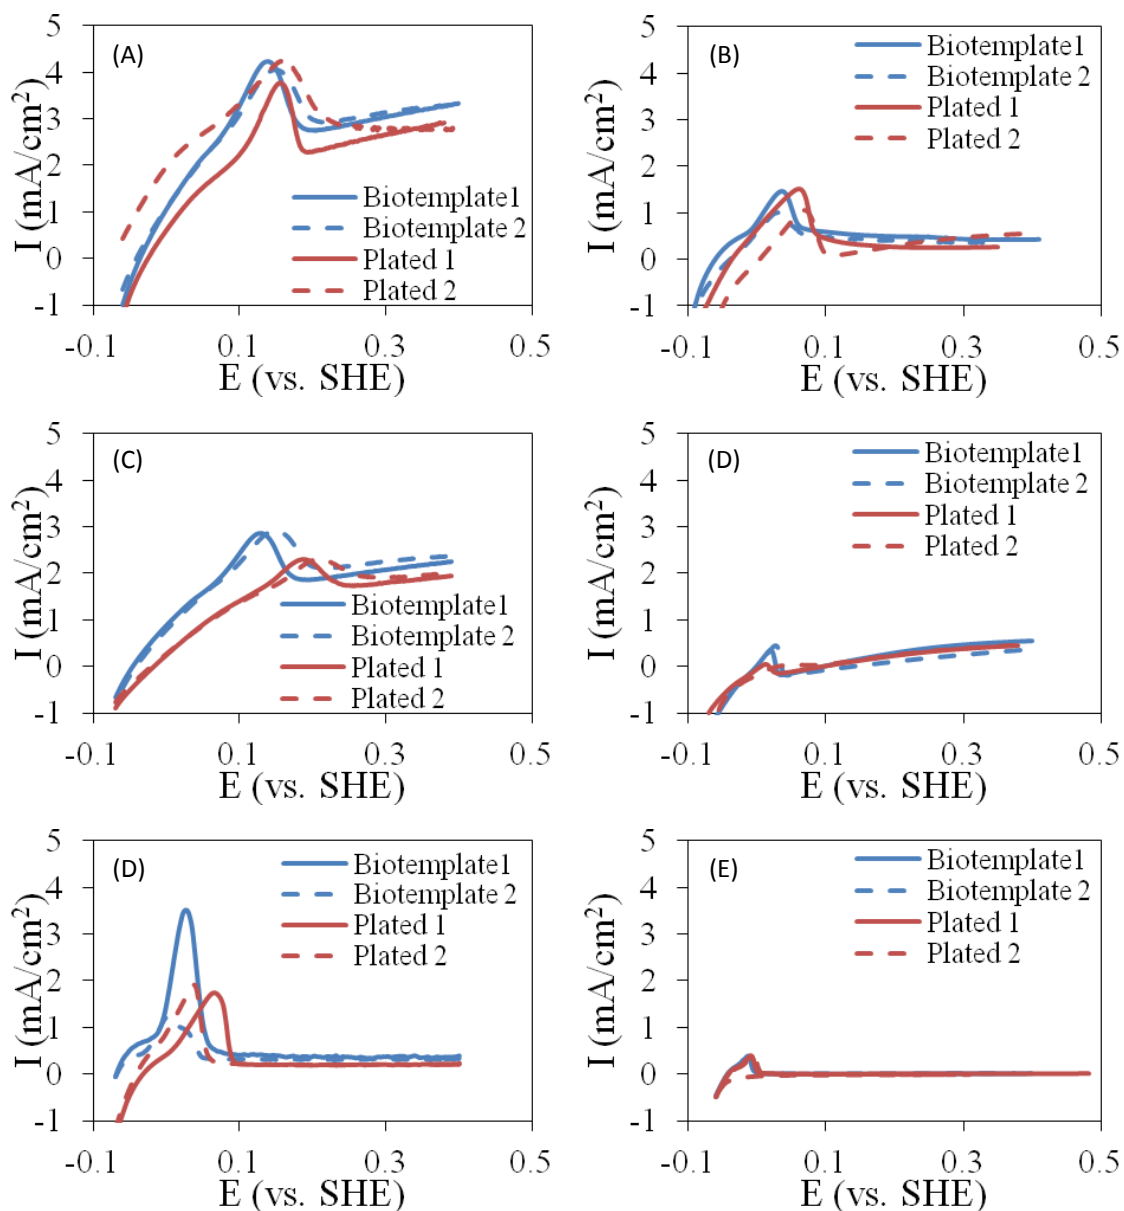 (A)
I (mA/cm²)
5
4
3
2
1
0
-1
Biotemplate1
Biotemplate 2
Plated 1
Plated 2
-0.1 0.1 0.3 0.5
E (vs. SHE)
(B)
I (mA/cm²)
5
4
3
2
1
0
-1
Biotemplate1
Biotemplate 2
Plated 1
Plated 2
-0.1 0.1 0.3 0.5
E (vs. SHE)
(C)
I (mA/cm²)
5
4
3
2
1
0
-1
Biotemplate1
Biotemplate 2
Plated 1
Plated 2
-0.1 0.1 0.3 0.5
E (vs. SHE)
(D)
I (mA/cm²)
5
4
3
2
1
0
-1
Biotemplate1
Biotemplate 2
Plated 1
Plated 2
-0.1 0.1 0.3 0.5
E (vs. SHE)
(D)
I (mA/cm²)
5
4
3
2
1
0
-1
Biotemplate1
Biotemplate 2
Plated 1
Plated 2
-0.1 0.1 0.3 0.5
E (vs. SHE)
(E)
I (mA/cm²)
5
4
3
2
1
0
-1
Biotemplate1
Biotemplate 2
Plated 1
Plated 2
-0.1 0.1 0.3 0.5
E (vs. SHE)